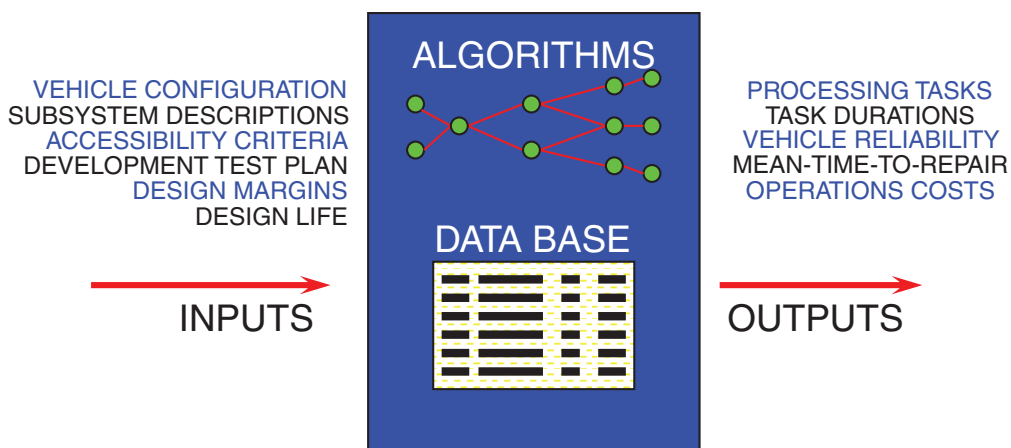 VEHICLE CONFIGURATION
SUBSYSTEM DESCRIPTIONS
ACCESSIBILITY CRITERIA
DEVELOPMENT TEST PLAN
DESIGN MARGINS
DESIGN LIFE
INPUTS
ALGORITHMS
DATA BASE
PROCESSING TASKS
TASK DURATIONS
VEHICLE RELIABILITY
MEAN-TIME-TO-REPAIR
OPERATIONS COSTS
OUTPUTS